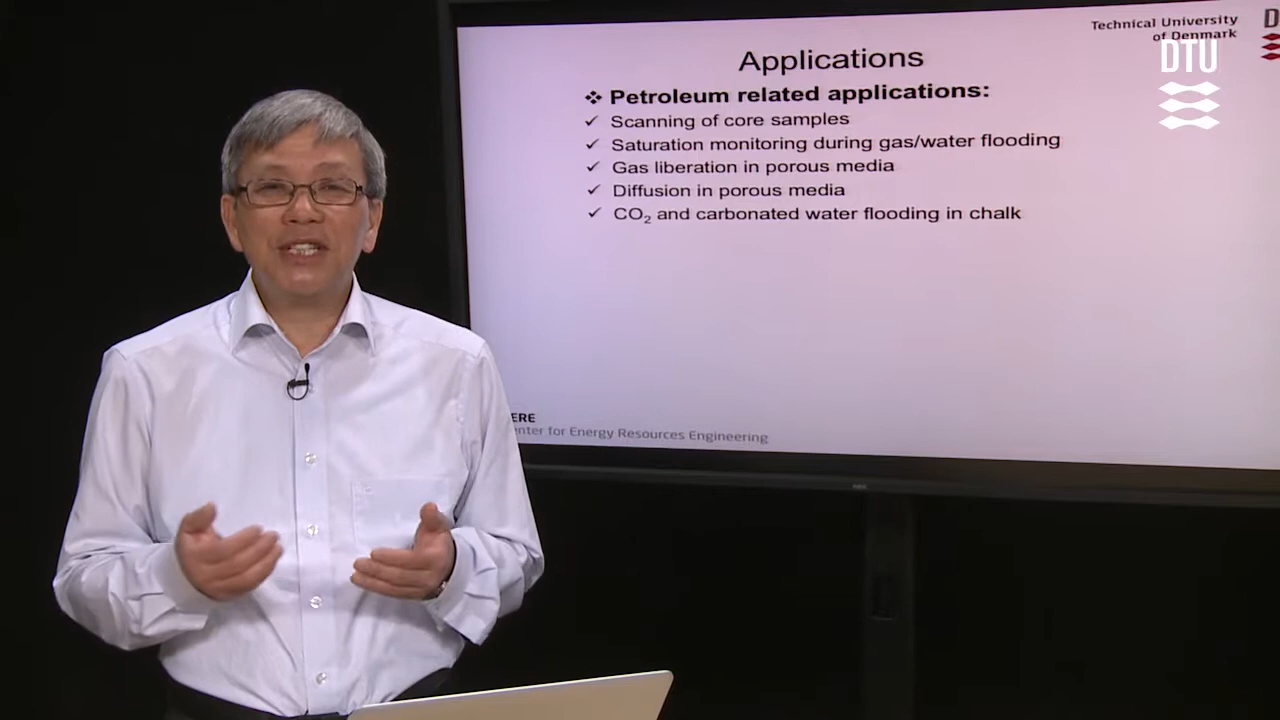 Technical University
of Denmark
DTU
Applications
❖ Petroleum related applications:
✓ Scanning of core samples
✓ Saturation monitoring during gas/water flooding
✓ Gas liberation in porous media
✓ Diffusion in porous media
✓ CO₂ and carbonated water flooding in chalk
ERE
enter for Energy Resources Engineering